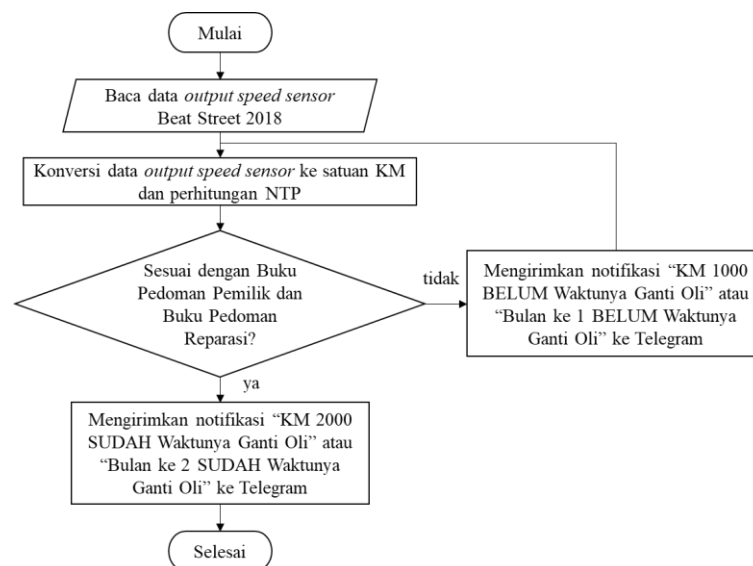 Mulai
Baca data output speed sensor
Beat Street 2018
Konversi data output speed sensor ke satuan KM
dan perhitungan NTP
Sesuai dengan Buku
Pedoman Pemilik dan
Buku Pedoman
Reparasi?
tidak
Mengirimkan notifikasi “KM 1000
BELUM Waktunya Ganti Oli” atau
“Bulan ke 1 BELUM Waktunya
Ganti Oli” ke Telegram
ya
Mengirimkan notifikasi “KM 2000
SUDAH Waktunya Ganti Oli” atau
“Bulan ke 2 SUDAH Waktunya
Ganti Oli” ke Telegram
Selesai